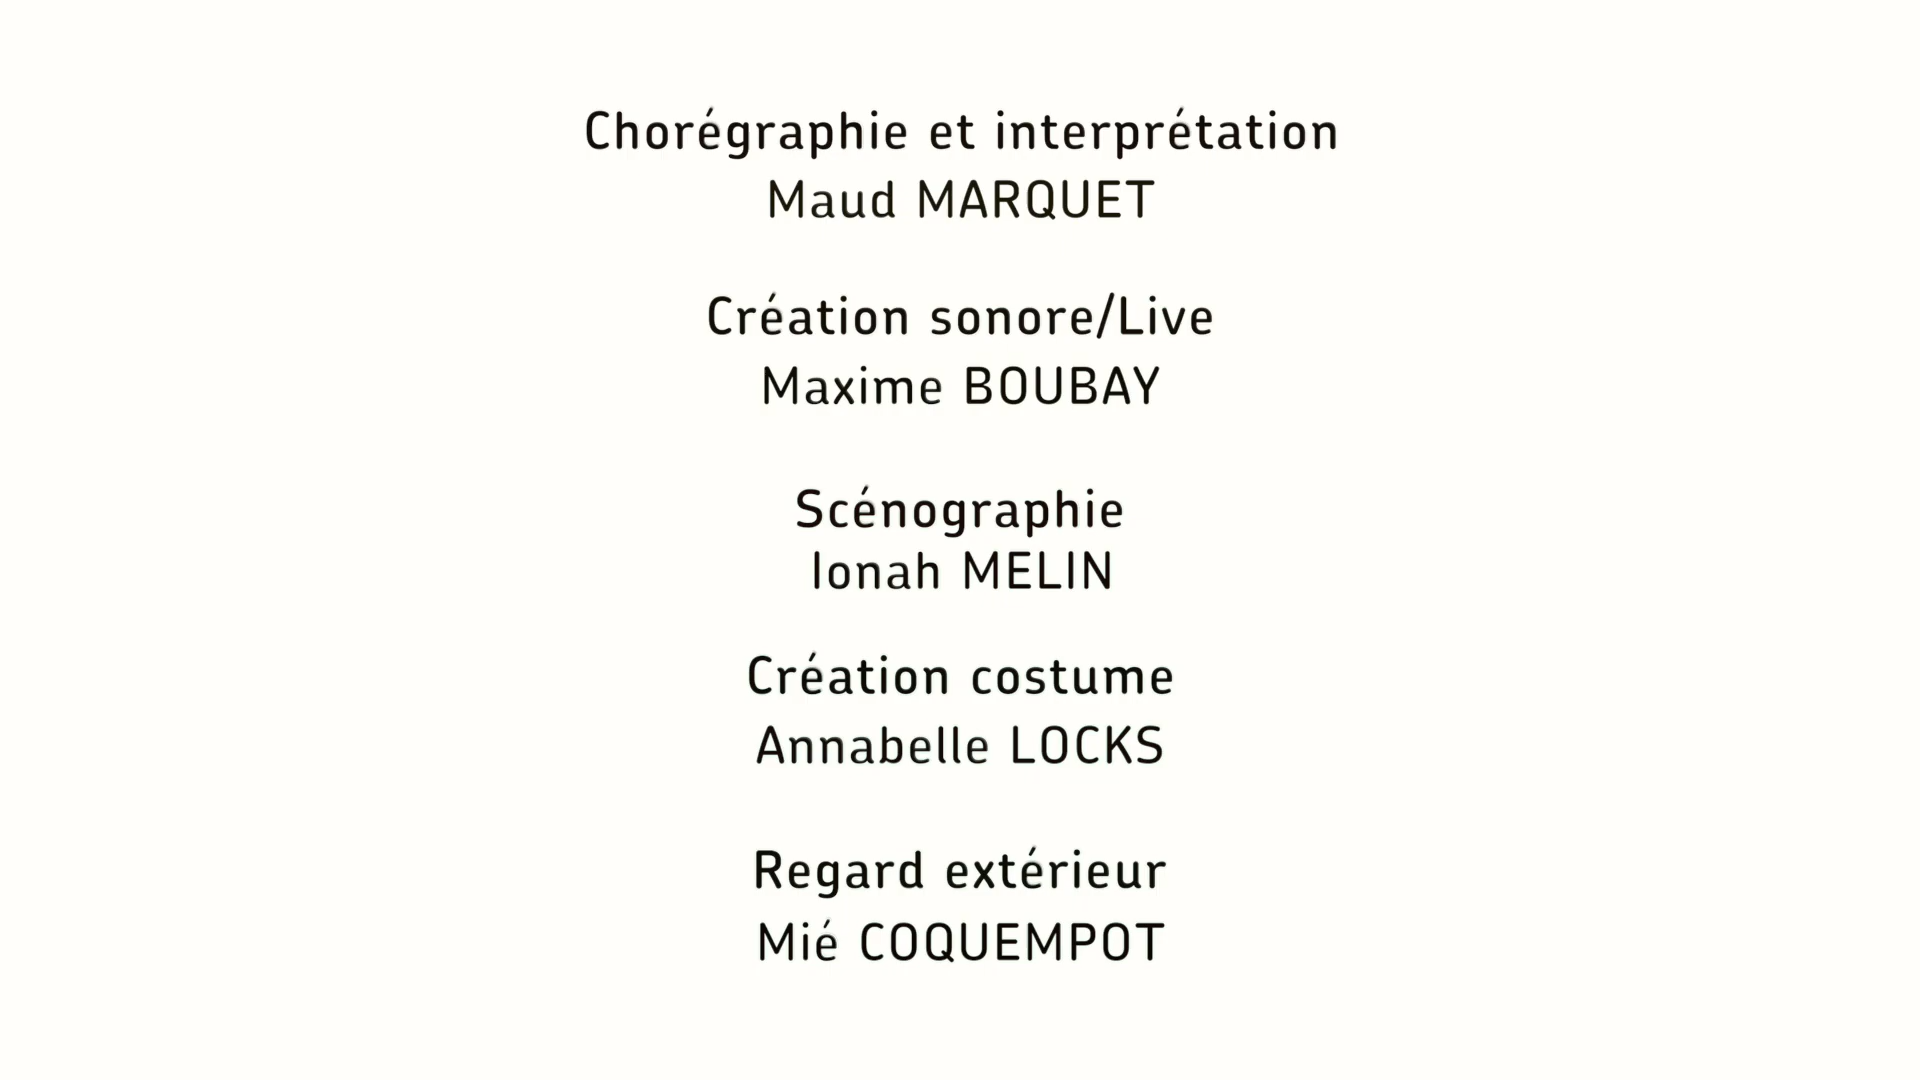 Chorégraphie et interprétation
Maud MARQUET
Création sonore/Live
Maxime BOUBAY
Scénographie
Ionah MELIN
Création costume
Annabelle LOCKS
Regard extérieur
Mié COQUEMPOT